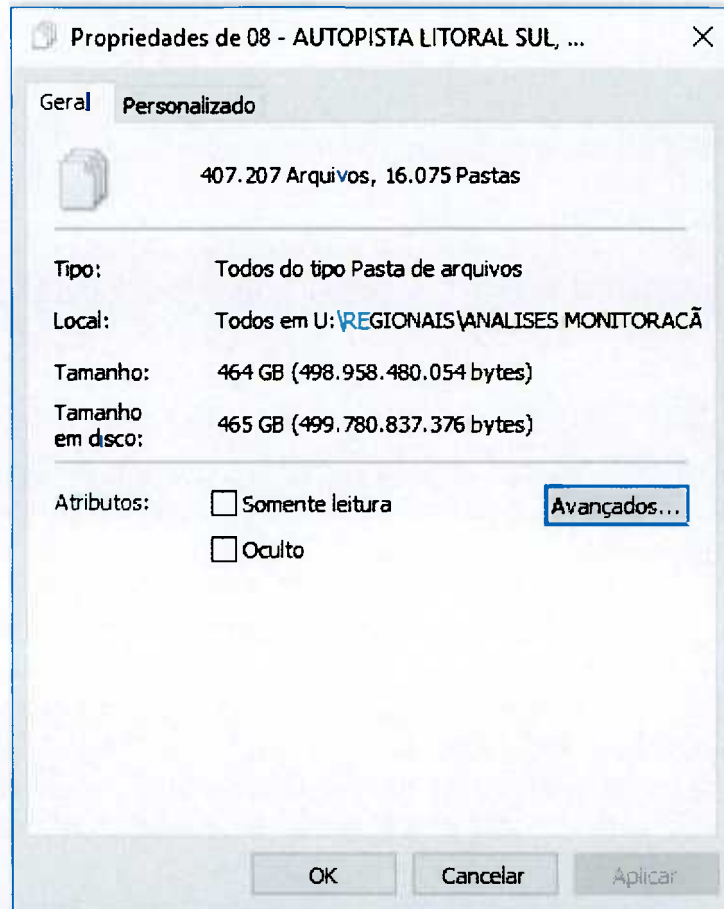 Propriedades de 08 - AUTOPISTA LITORAL SUL, ...
Geral Personalizado
407.207 Arquivos, 16.075 Pastas
Tipo: Todos do tipo Pasta de arquivos
Local: Todos em U:\REGIONAIS\ANALISES MONITORACÃ
Tamanho: 464 GB (498.958.480.054 bytes)
Tamanho
em disco: 465 GB (499.780.837.376 bytes)
Atributos: Somente leitura Avançados...
Oculto
OK Cancelar Aplicar